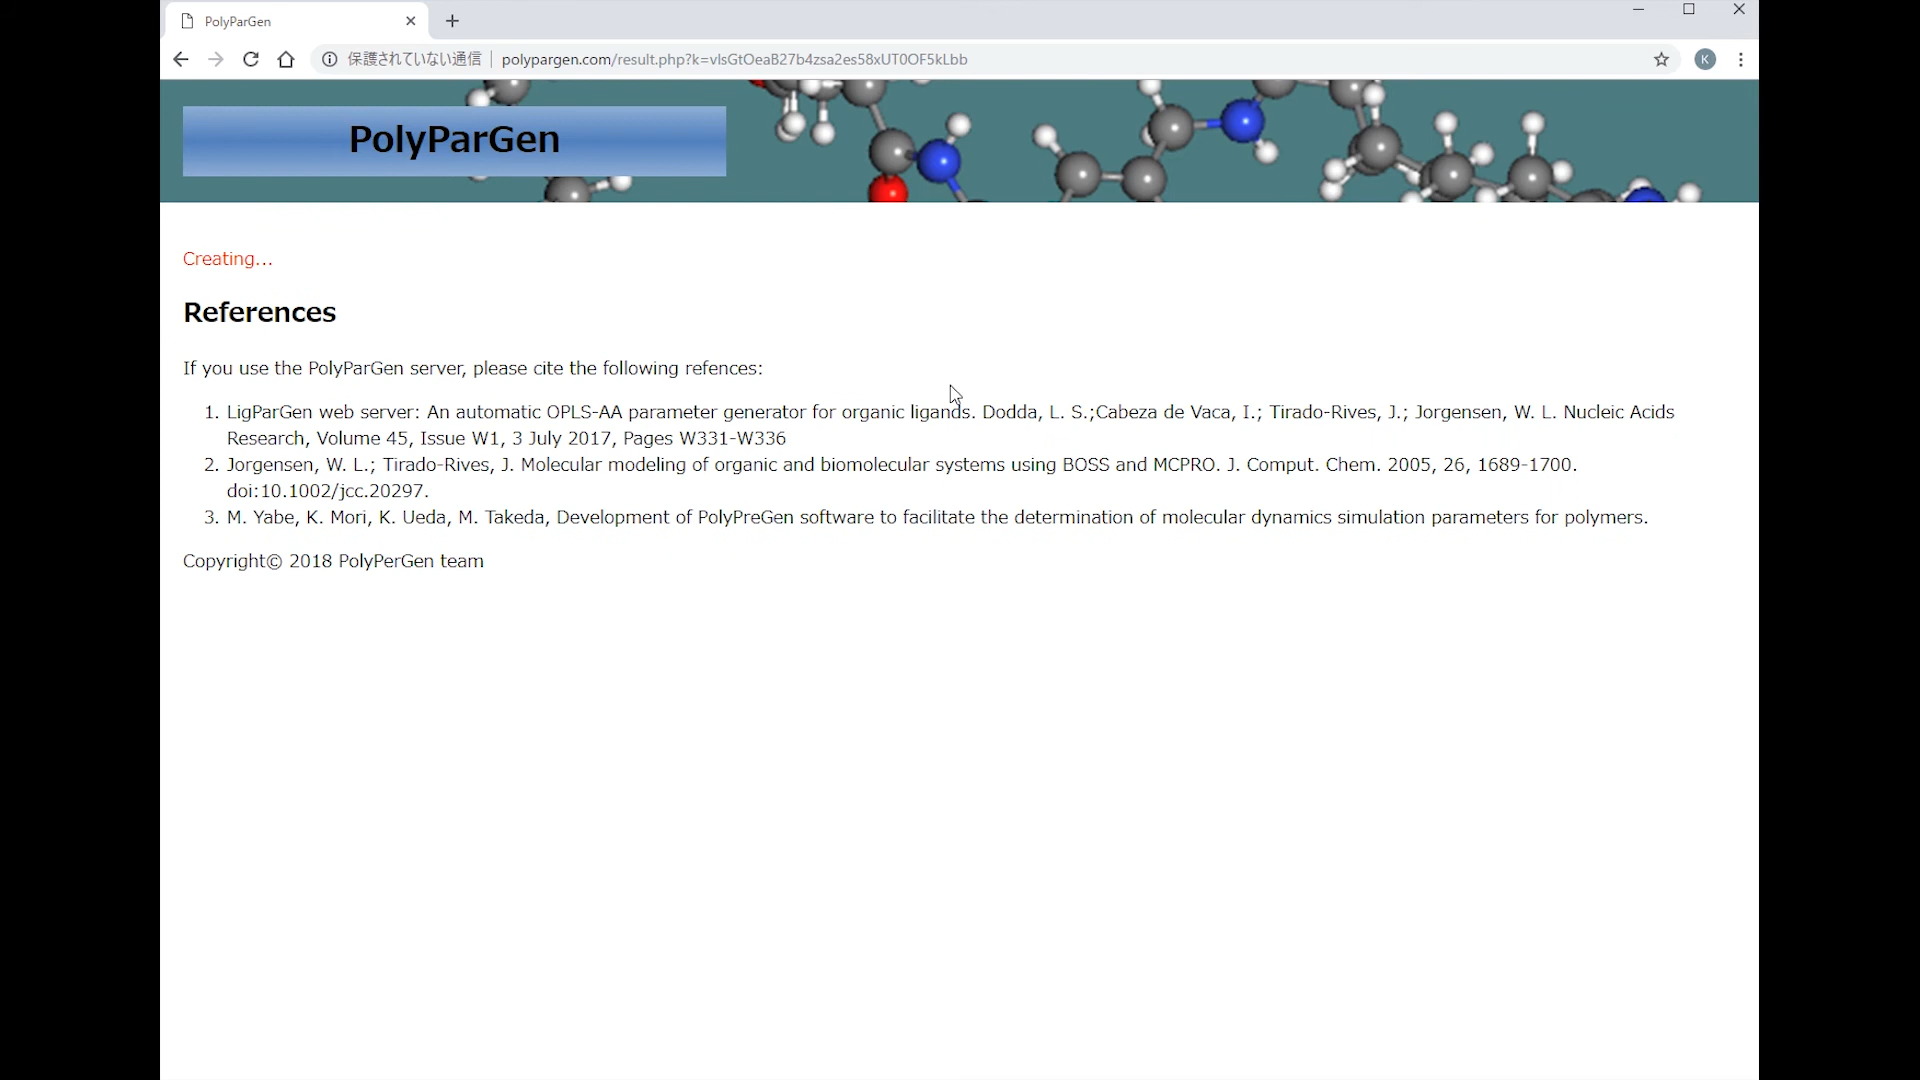 PolyParGen
保護されていない通信 polypargen.com/result.php?k=vlsGtOeaB27b4zsa2es58xUT0OF5kLbb K
PolyParGen
Creating...
References
If you use the PolyParGen server, please cite the following refences:
1. LigParGen web server: An automatic OPLS-AA parameter generator for organic ligands. Dodda, L. S.;Cabeza de Vaca, I.; Tirado-Rives, J.; Jorgensen, W. L. Nucleic Acids
Research, Volume 45, Issue W1, 3 July 2017, Pages W331-W336
2. Jorgensen, W. L.; Tirado-Rives, J. Molecular modeling of organic and biomolecular systems using BOSS and MCPRO. J. Comput. Chem. 2005, 26, 1689-1700.
doi:10.1002/jcc.20297.
3. M. Yabe, K. Mori, K. Ueda, M. Takeda, Development of PolyPreGen software to facilitate the determination of molecular dynamics simulation parameters for polymers.
Copyright© 2018 PolyPerGen team